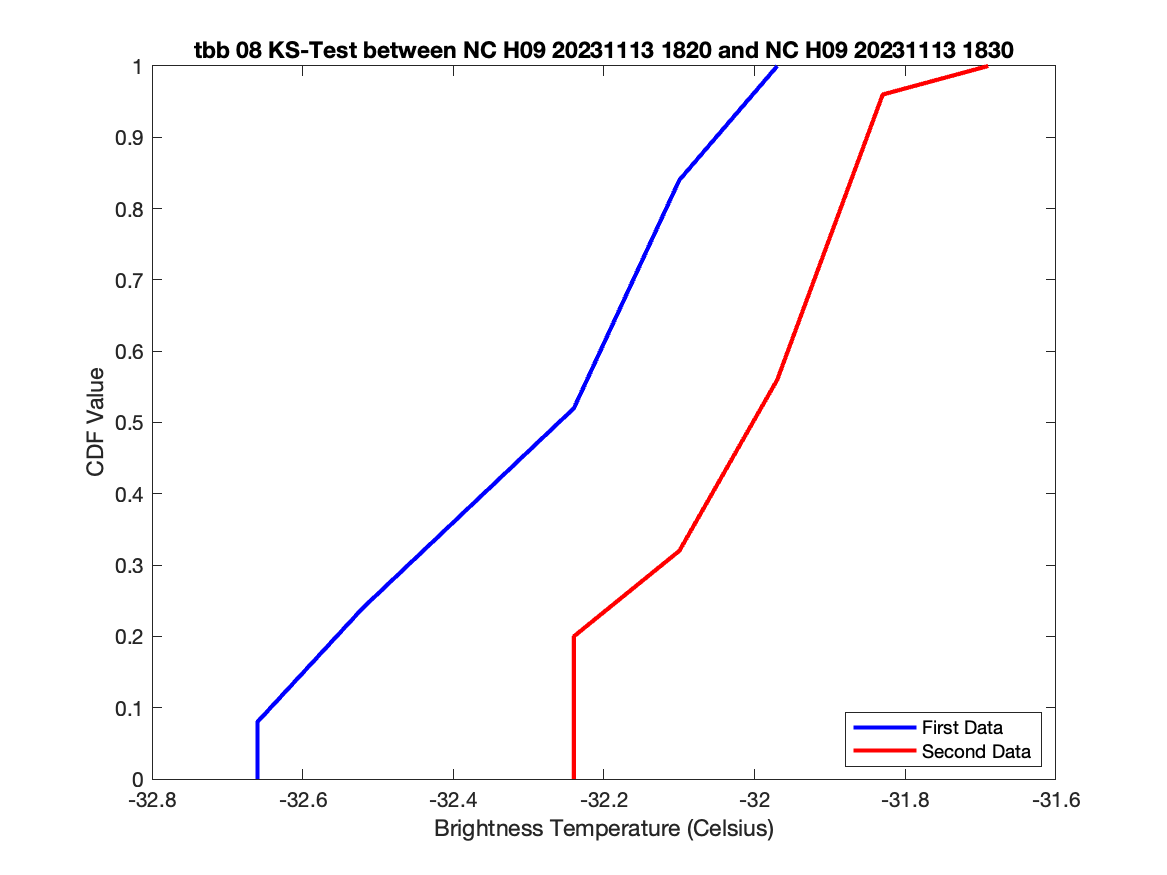 tbb 08 KS-Test between NC H09 20231113 1820 and NC H09 20231113 1830
1
0.9
0.8
0.7
0.6
0.5
0.4
0.3
0.2
0.1
0
CDF Value
First Data
Second Data
-32.8 -32.6 -32.4 -32.2 -32 -31.8 -31.6
Brightness Temperature (Celsius)